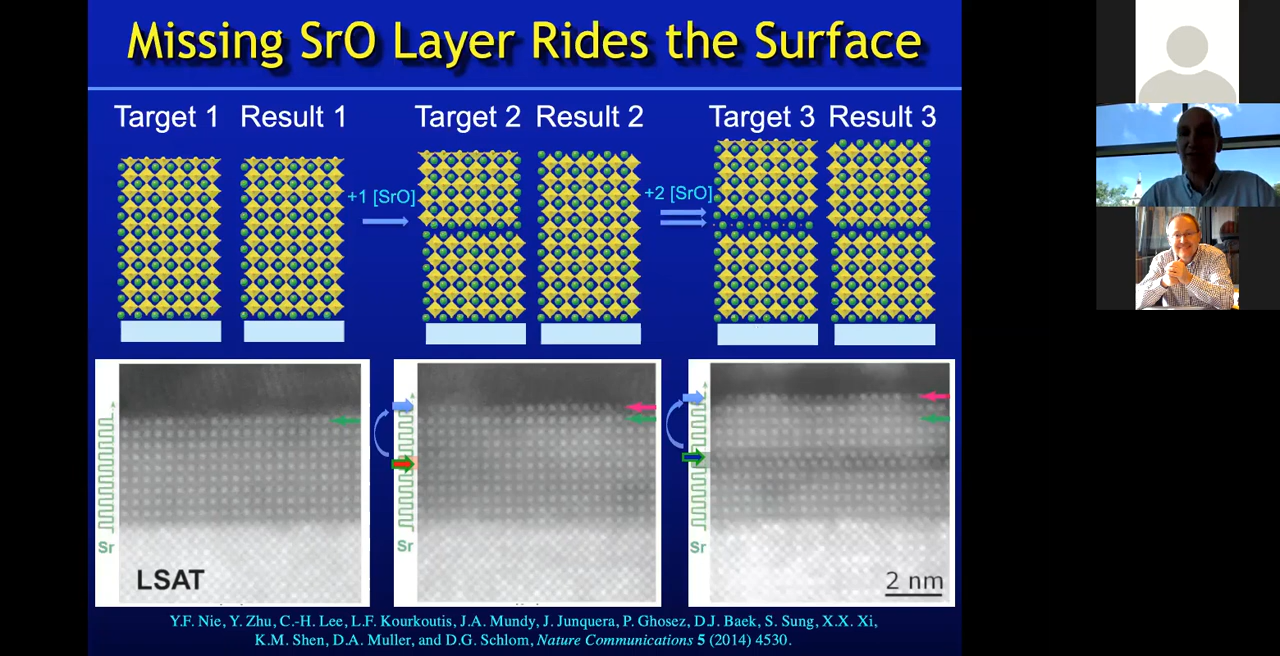 Missing SrO Layer Rides the Surface
Target 1 Result 1 Target 2 Result 2 Target 3 Result 3
+1 [SrO] +2 [SrO]
Sr Sr Sr
LSAT 2 nm
Y.F. Nie, Y. Zhu, C.-H. Lee, L.F. Kourkoutis, J.A. Mundy, J. Junquera, P. Ghosez, D.J. Baek, S. Sung, X.X. Xi,
K.M. Shen, D.A. Muller, and D.G. Schlom, Nature Communications 5 (2014) 4530.